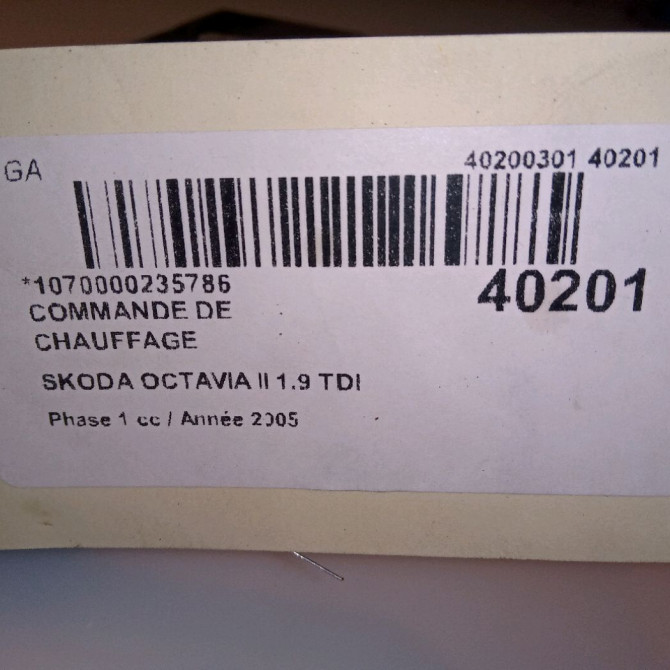 GA
40200301 40201
*1070000235786
40201
COMMANDE DE
CHAUFFAGE
SKODA OCTAVIA II 1.9 TDI
Phase 1 cc / Année 2005